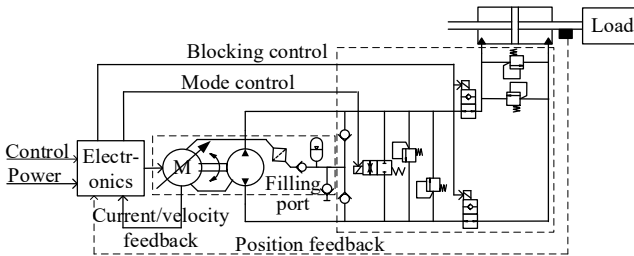 Load
Blocking control
Mode control
Control
Power
Electr-
onics
M
Filling
port
Current/velocity
feedback
Position feedback